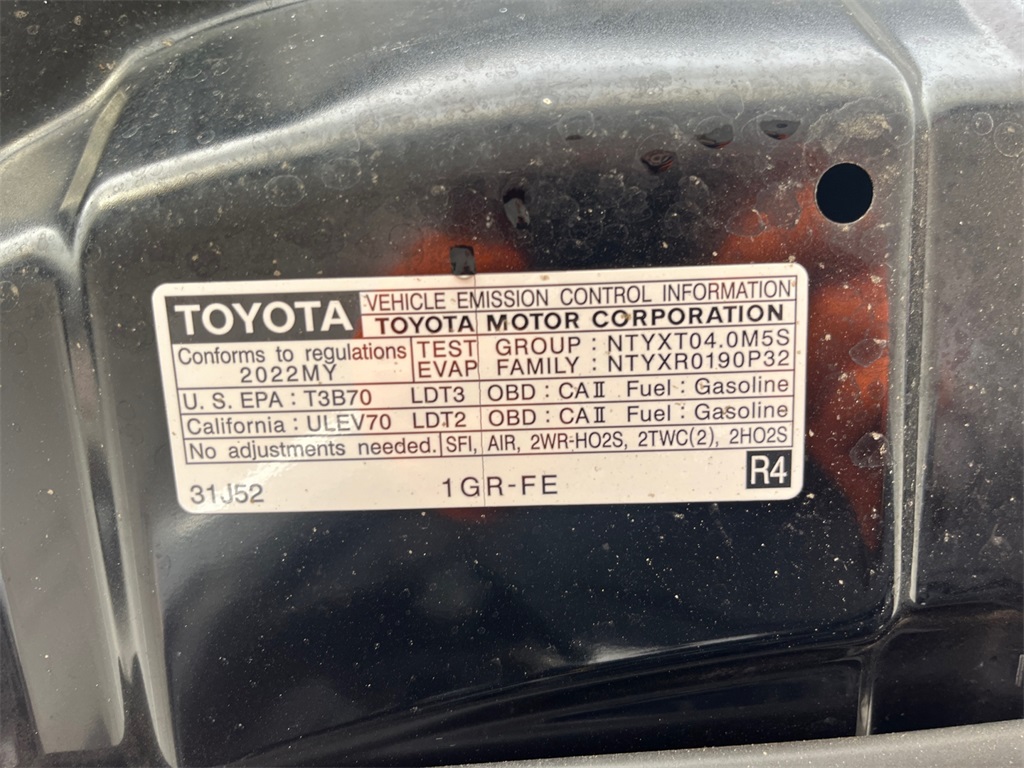 TOYOTA VEHICLE EMISSION CONTROL INFORMATION
TOYOTA MOTOR CORPORATION
Conforms to regulations
2022MY
TEST GROUP : NTYXT04.0M5S
EVAP FAMILY : NTYXR0190P32
U. S. EPA : T3B70 LDT3 OBD : CAⅡ Fuel : Gasoline
California : ULEV70 LDT2 OBD : CAⅡ Fuel : Gasoline
No adjustments needed. SFI, AIR, 2WR-HO2S, 2TWC(2), 2HO2S
31J52 1GR-FE R4